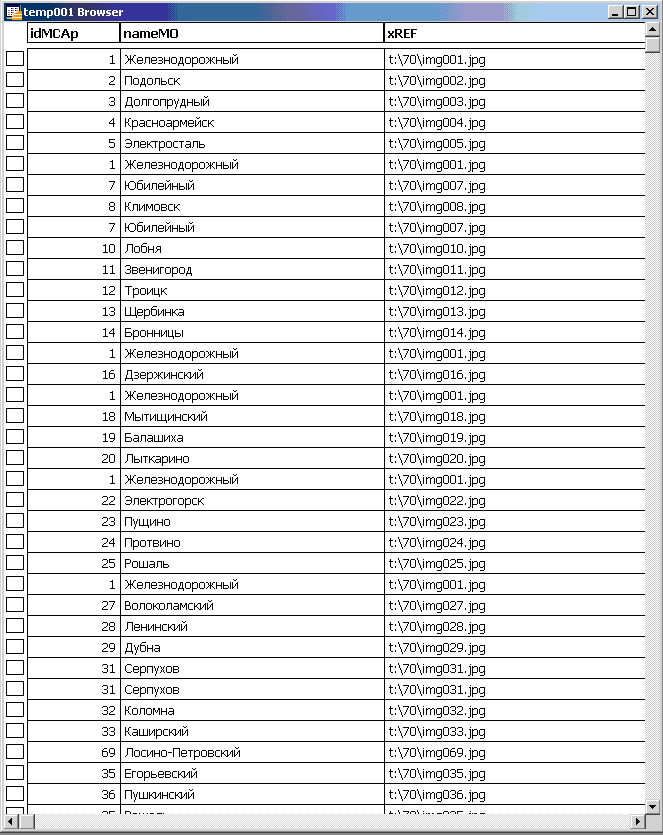 temp001 Browser
idMCAp nameMO xREF
1 Железнодорожный t:\70\img001.jpg
2 Подольск t:\70\img002.jpg
3 Долгопрудный t:\70\img003.jpg
4 Красноармейск t:\70\img004.jpg
5 Электросталь t:\70\img005.jpg
1 Железнодорожный t:\70\img001.jpg
7 Юбилейный t:\70\img007.jpg
8 Климовск t:\70\img008.jpg
7 Юбилейный t:\70\img007.jpg
10 Лобня t:\70\img010.jpg
11 Звенигород t:\70\img011.jpg
12 Троицк t:\70\img012.jpg
13 Щербинка t:\70\img013.jpg
14 Бронницы t:\70\img014.jpg
1 Железнодорожный t:\70\img001.jpg
16 Дзержинский t:\70\img016.jpg
1 Железнодорожный t:\70\img001.jpg
18 Мытищинский t:\70\img018.jpg
19 Балашиха t:\70\img019.jpg
20 Лыткарино t:\70\img020.jpg
1 Железнодорожный t:\70\img001.jpg
22 Электрогорск t:\70\img022.jpg
23 Пущино t:\70\img023.jpg
24 Протвино t:\70\img024.jpg
25 Рошаль t:\70\img025.jpg
1 Железнодорожный t:\70\img001.jpg
27 Волоколамский t:\70\img027.jpg
28 Ленинский t:\70\img028.jpg
29 Дубна t:\70\img029.jpg
31 Серпухов t:\70\img031.jpg
31 Серпухов t:\70\img031.jpg
32 Коломна t:\70\img032.jpg
33 Каширский t:\70\img033.jpg
69 Лосино-Петровский t:\70\img069.jpg
35 Егорьевский t:\70\img035.jpg
36 Пушкинский t:\70\img036.jpg